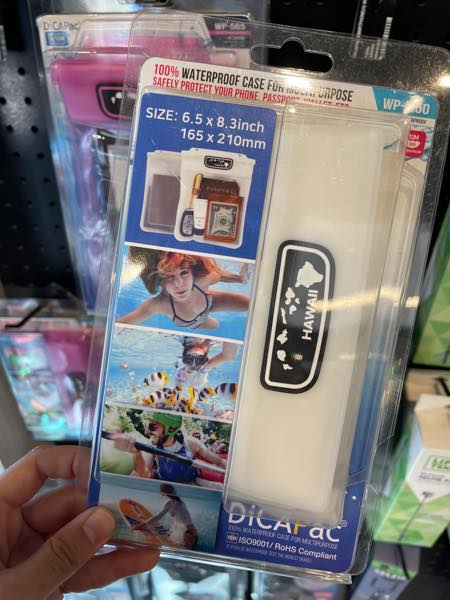 DiCAPac
WP-565
100% WATERPROOF CASE FOR MULTIPURPOSE
SAFELY PROTECT YOUR PHONE, PASSPORT, WALLET, ETC.
SIZE: 6.5 x 8.3inch
165 x 210mm
PASSPORT
HAWAII
DiCAPac®
100% WATERPROOF CASE FOR MULTIPURPOSE
ISO9001/ RoHS Compliant